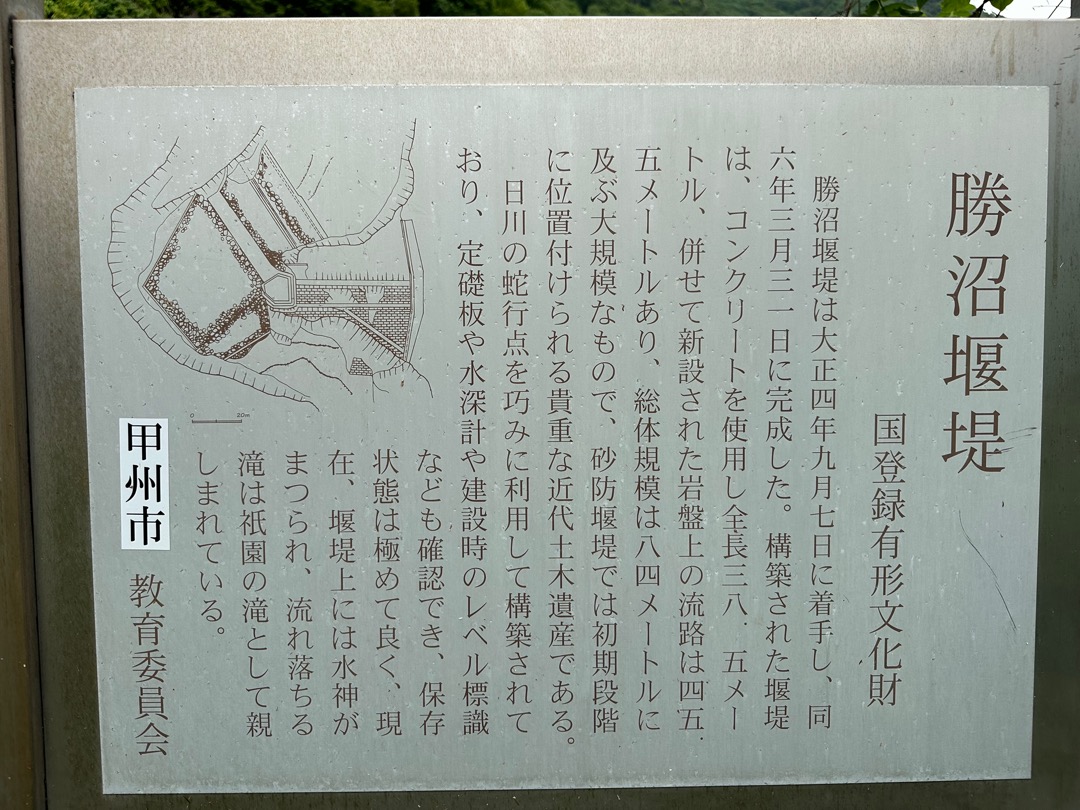 勝沼堰堤
国登録有形文化財
勝沼堰堤は大正四年九月七日に着手し、同
六年三月三一日に完成した。構築された堰堤
は、コンクリートを使用し全長三八．五メー
トル、併せて新設された岩盤上の流路は四五．
五メートルあり、総体規模は八四メートルに
及ぶ大規模なもので、砂防堰堤では初期段階
に位置付けられる貴重な近代土木遺産である。
日川の蛇行点を巧みに利用して構築されて
おり、定礎板や水深計や建設時のレベル標識
なども確認でき、保存
状態は極めて良く、現
在、堰堤上には水神が
まつられ、流れ落ちる
滝は祇園の滝として親
しまれている。
0 20m
甲州市 教育委員会